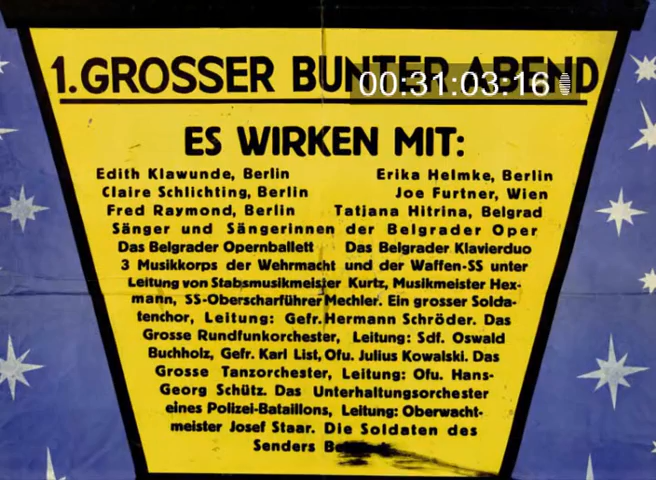 1. GROSSER BUNTER ABEND
00:31:03:16
ES WIRKEN MIT:
Edith Klawunde, Berlin Erika Helmke, Berlin
Claire Schlichting, Berlin Joe Furtner, Wien
Fred Raymond, Berlin Tatjana Hitrina, Belgrad
Sänger und Sängerinnen der Belgrader Oper
Das Belgrader Opernballett Das Belgrader Klavierduo
3 Musikkorps der Wehrmacht und der Waffen-SS unter
Leitung von Stabsmusikmeister Kurtz, Musikmeister Hex-
mann, SS-Oberscharführer Mechler. Ein grosser Solda-
tenchor, Leitung: Gefr. Hermann Schröder. Das
Grosse Rundfunkorchester, Leitung: Sdf. Oswald
Buchholz, Gefr. Karl List, Ofu. Julius Kowalski. Das
Grosse Tanzorchester, Leitung: Ofu. Hans-
Georg Schütz. Das Unterhaltungsorchester
eines Polizei-Bataillons, Leitung: Oberwacht-
meister Josef Staar. Die Soldaten des
Senders